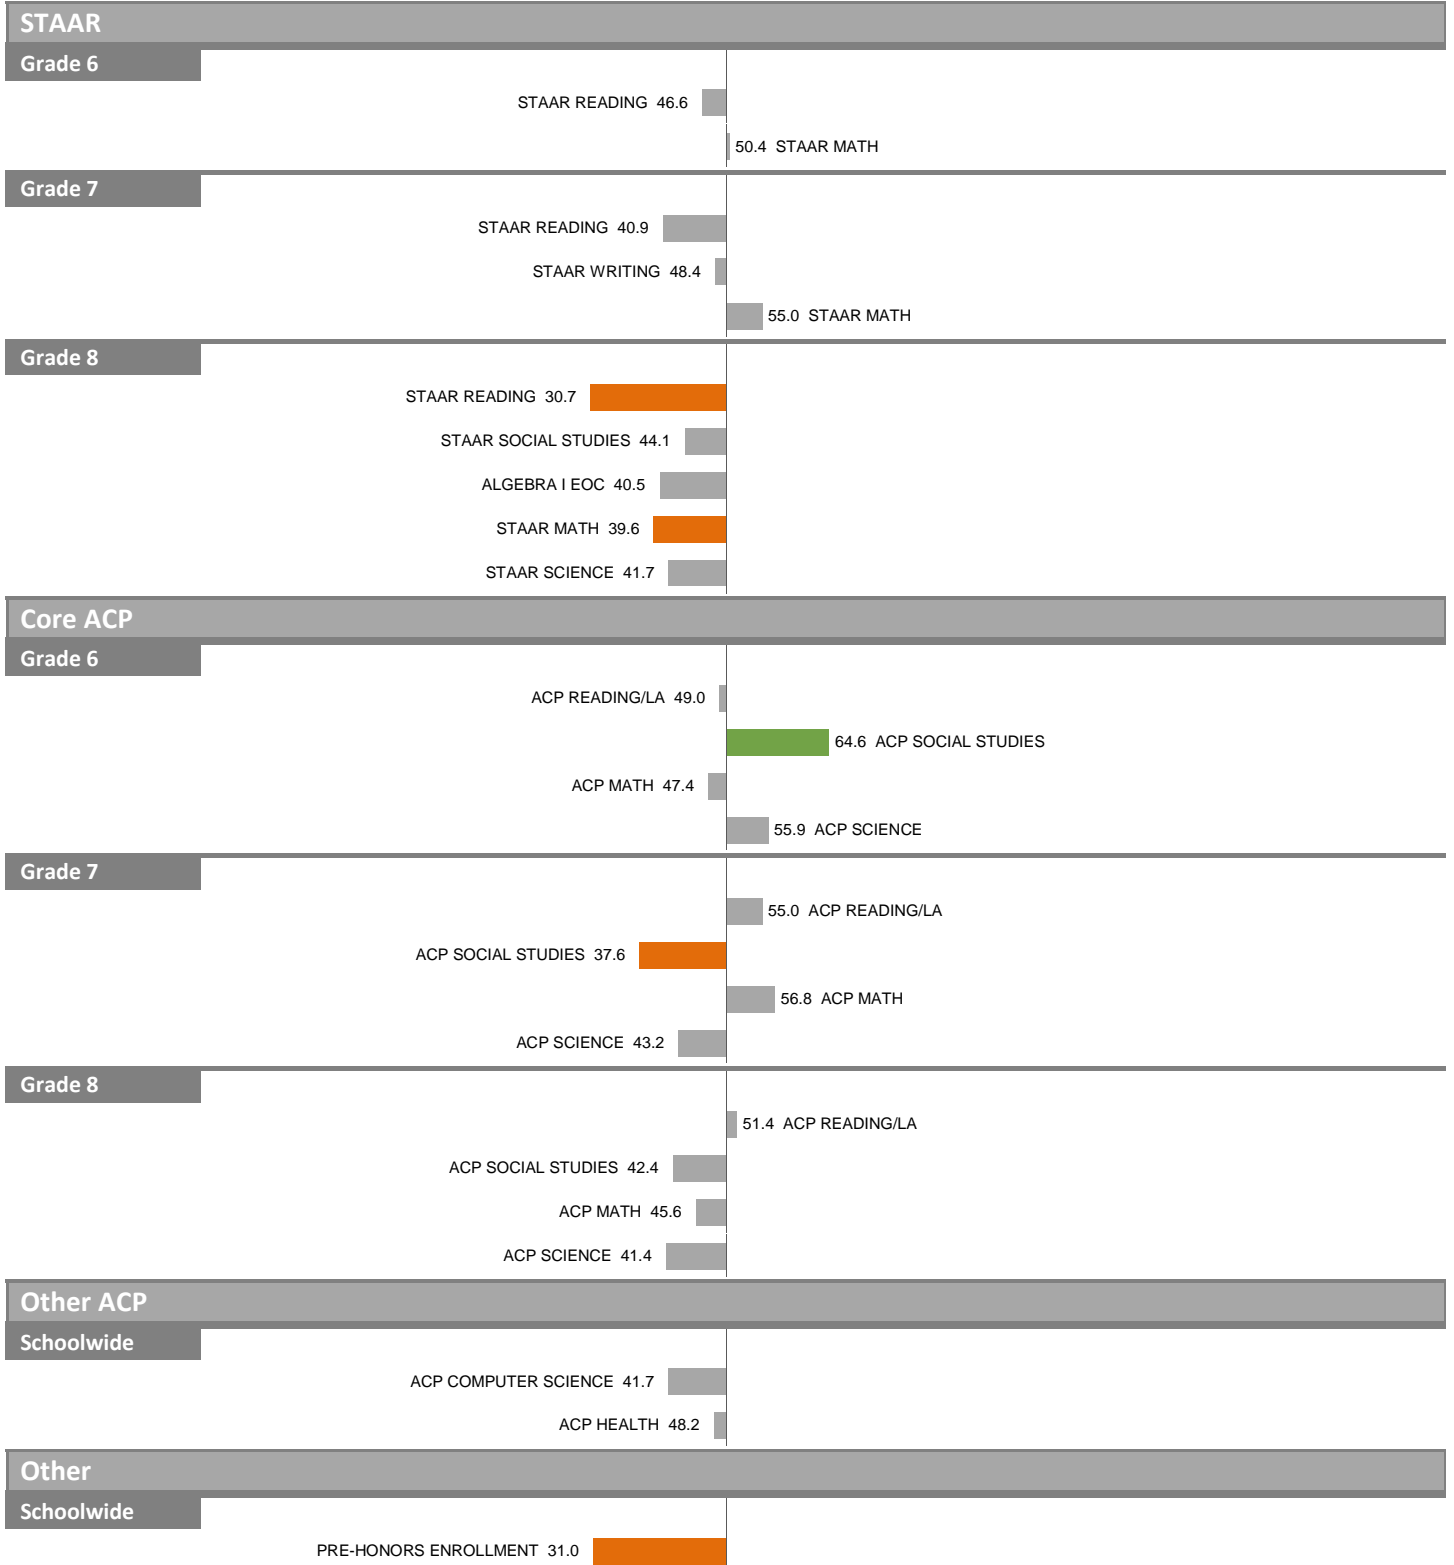 STAAR
Grade 6
STAAR READING 46.6
50.4 STAAR MATH
Grade 7
STAAR READING 40.9
STAAR WRITING 48.4
55.0 STAAR MATH
Grade 8
STAAR READING 30.7
STAAR SOCIAL STUDIES 44.1
ALGEBRA I EOC 40.5
STAAR MATH 39.6
STAAR SCIENCE 41.7
Core ACP
Grade 6
ACP READING/LA 49.0
64.6 ACP SOCIAL STUDIES
ACP MATH 47.4
55.9 ACP SCIENCE
Grade 7
55.0 ACP READING/LA
ACP SOCIAL STUDIES 37.6
56.8 ACP MATH
ACP SCIENCE 43.2
Grade 8
51.4 ACP READING/LA
ACP SOCIAL STUDIES 42.4
ACP MATH 45.6
ACP SCIENCE 41.4
Other ACP
Schoolwide
ACP COMPUTER SCIENCE 41.7
ACP HEALTH 48.2
Other
Schoolwide
PRE-HONORS ENROLLMENT 31.0